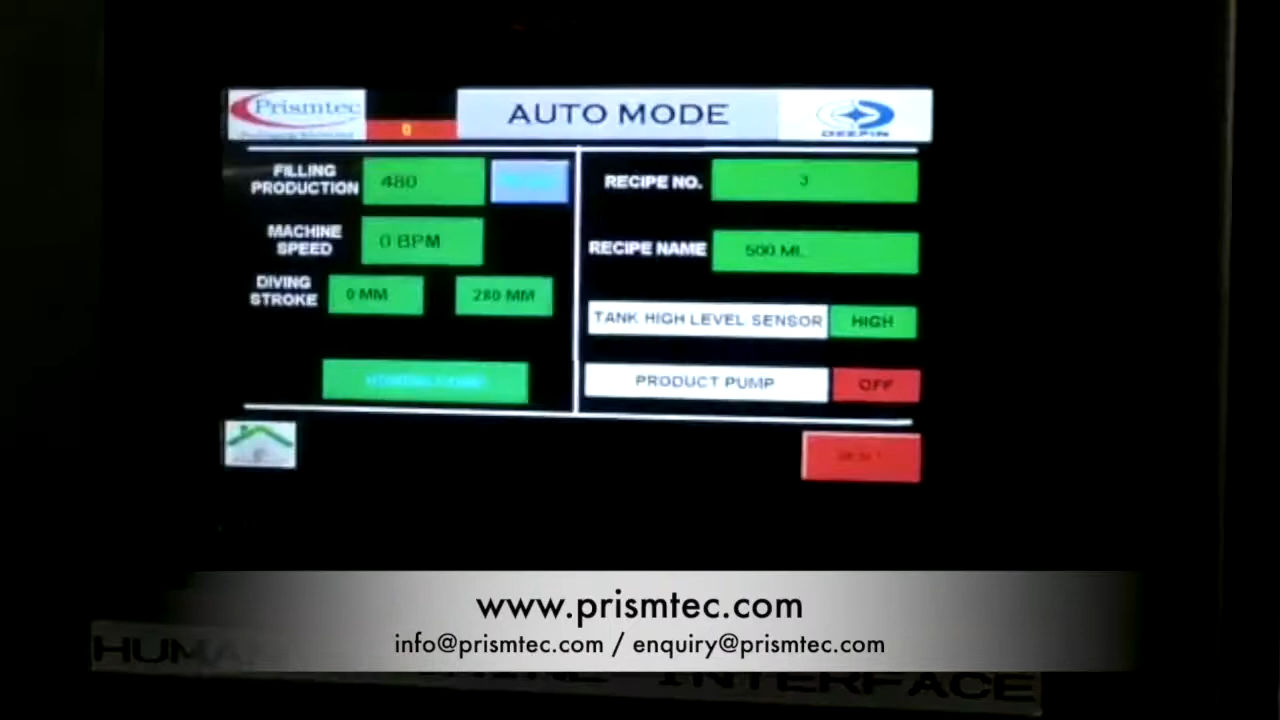 Prismtec
0
AUTO MODE
DEEPIN
FILLING
PRODUCTION
480
MACHINE
SPEED
0 BPM
DIVING
STROKE
0 MM
280 MM
RECIPE NO.
3
RECIPE NAME
500 ML
TANK HIGH LEVEL SENSOR
HIGH
PRODUCT PUMP
OFF
www.prismtec.com
info@prismtec.com / enquiry@prismtec.com
INTERFACE